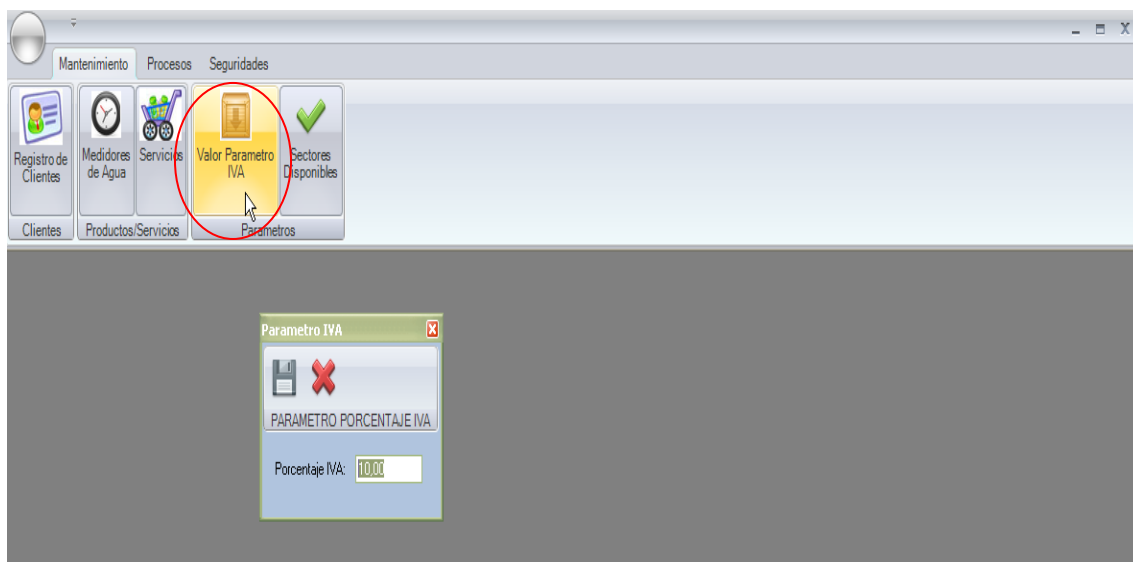 Mantenimiento Procesos Seguridades
Registro de Clientes
Medidores de Agua
Servicios
Valor Parametro IVA
Sectores Disponibles
Clientes Productos/Servicios Parametros
Parametro IVA
PARAMETRO PORCENTAJE IVA
Porcentaje IVA: 10,00